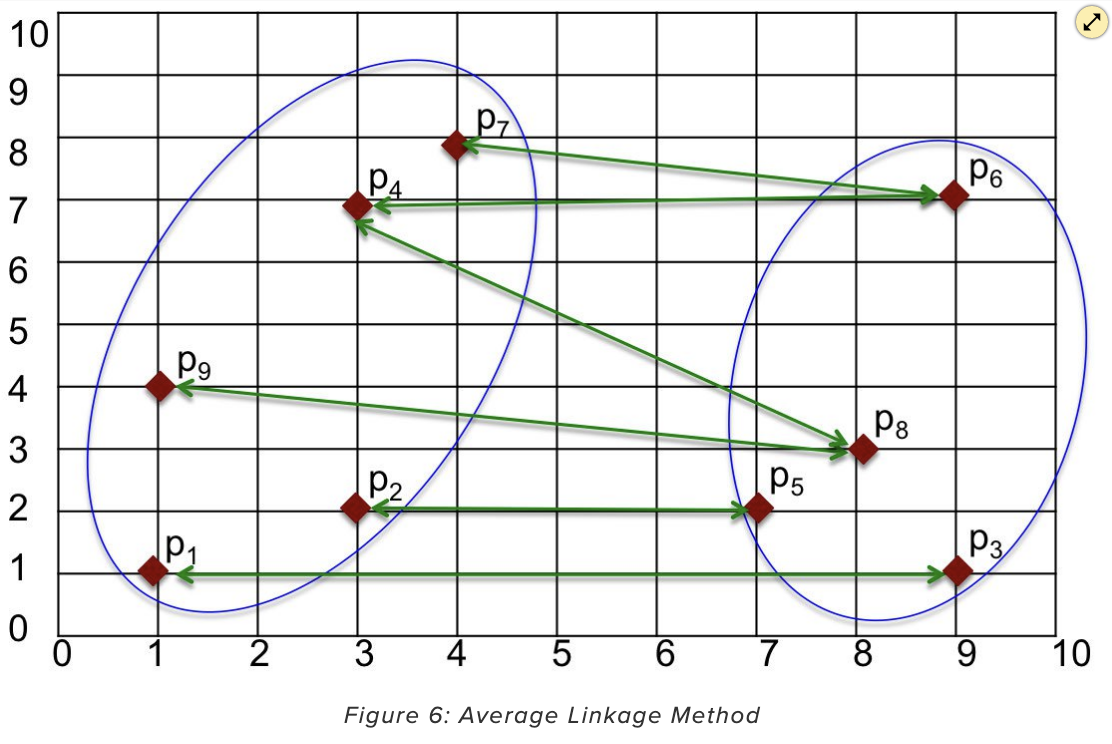 10
9
8
7
6
5
4
3
2
1
0
p₇
p₄
p₆
p₉
p₈
p₂
p₅
p₁
p₃
0 1 2 3 4 5 6 7 8 9 10
Figure 6: Average Linkage Method